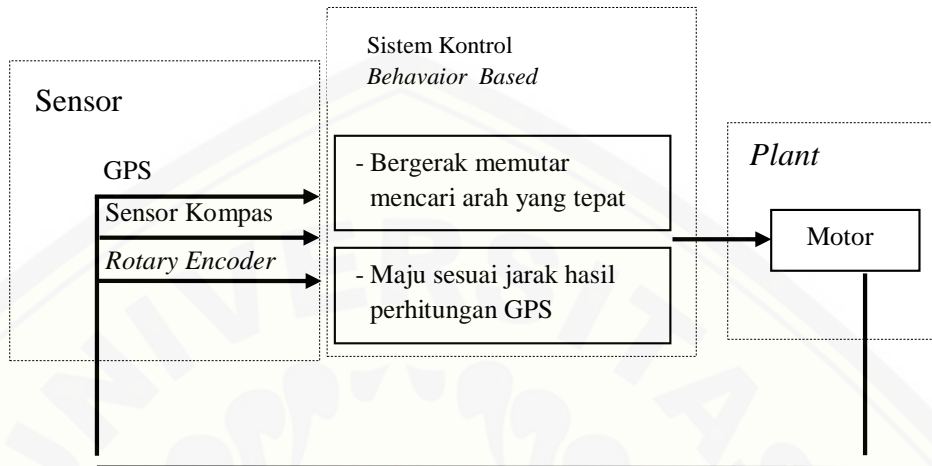 Sensor
GPS
Sensor Kompas
Rotary Encoder
Sistem Kontrol
Behavaior Based
- Bergerak memutar
mencari arah yang tepat
- Maju sesuai jarak hasil
perhitungan GPS
Plant
Motor